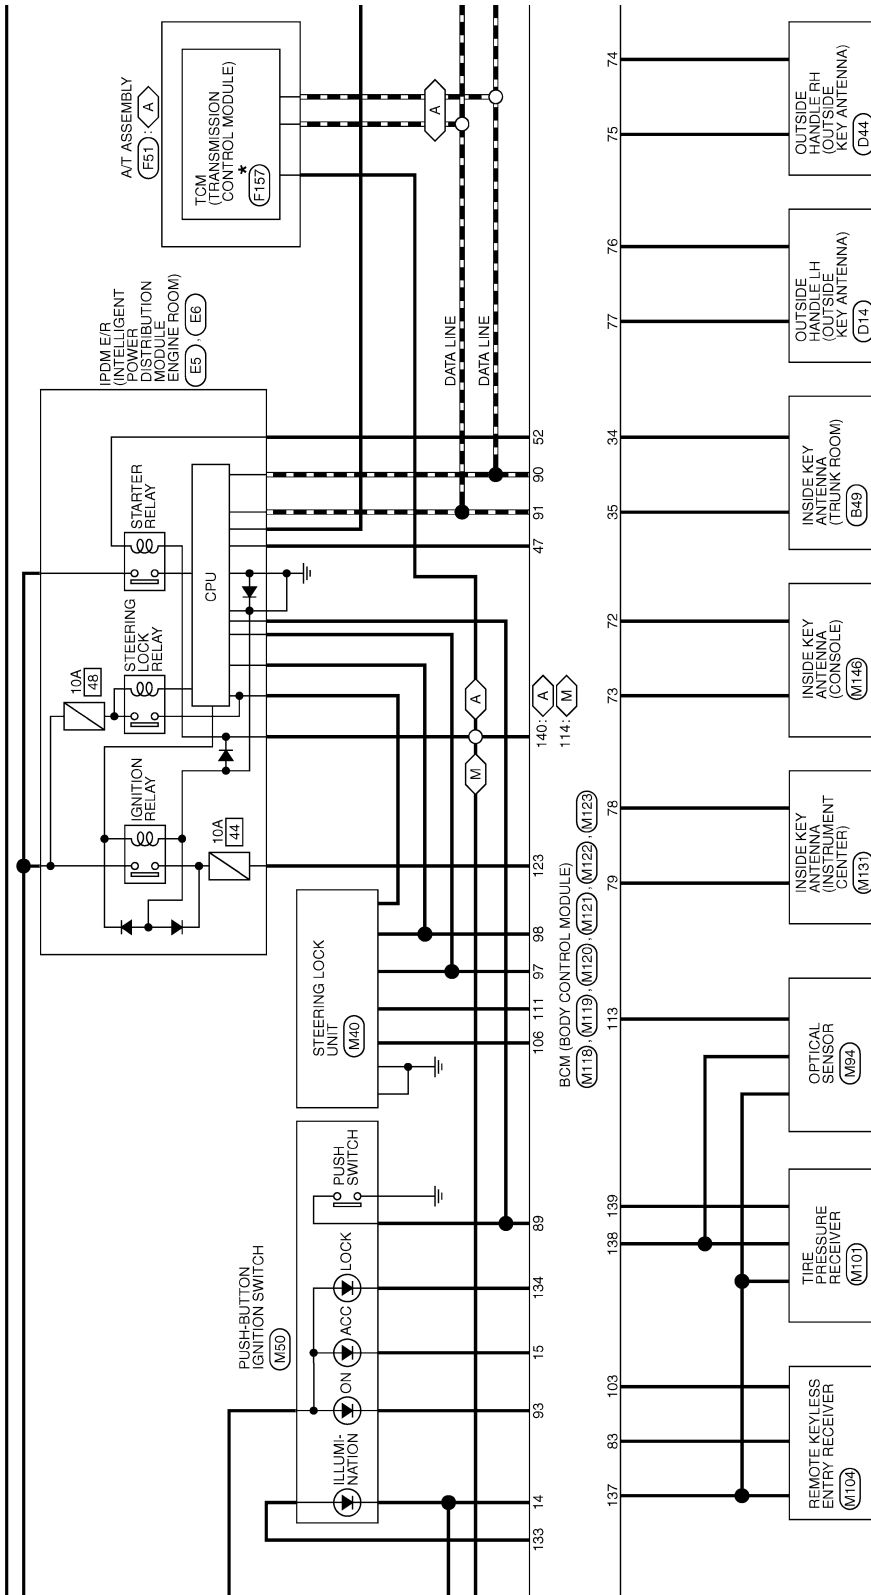 A/T ASSEMBLY
F51 : A
TCM
(TRANSMISSION
CONTROL MODULE)
*
F157
A
IPDM E/R
(INTELLIGENT
POWER
DISTRIBUTION
MODULE
ENGINE ROOM)
E5 , E6
DATA LINE
DATA LINE
STARTER
RELAY
CPU
STEERING
LOCK
RELAY
10A
48
IGNITION
RELAY
10A
44
A
M
52
90
91
47
140: A
114: M
123
98
97
111
106
89
134
15
93
14
133
STEERING LOCK
UNIT
M40
PUSH-BUTTON
IGNITION SWITCH
M50
PUSH
SWITCH
LOCK
ACC
ON
ILLUMI-
NATION
BCM (BODY CONTROL MODULE)
M118 , M119 , M120 , M121 , M122 , M123
74
75
OUTSIDE
HANDLE RH
(OUTSIDE
KEY ANTENNA)
D44
76
77
OUTSIDE
HANDLE LH
(OUTSIDE
KEY ANTENNA)
D14
34
35
INSIDE KEY
ANTENNA
(TRUNK ROOM)
B49
72
73
INSIDE KEY
ANTENNA
(CONSOLE)
M146
78
79
INSIDE KEY
ANTENNA
(INSTRUMENT
CENTER)
M131
113
OPTICAL
SENSOR
M94
139
138
TIRE
PRESSURE
RECEIVER
M101
103
83
137
REMOTE KEYLESS
ENTRY RECEIVER
M104